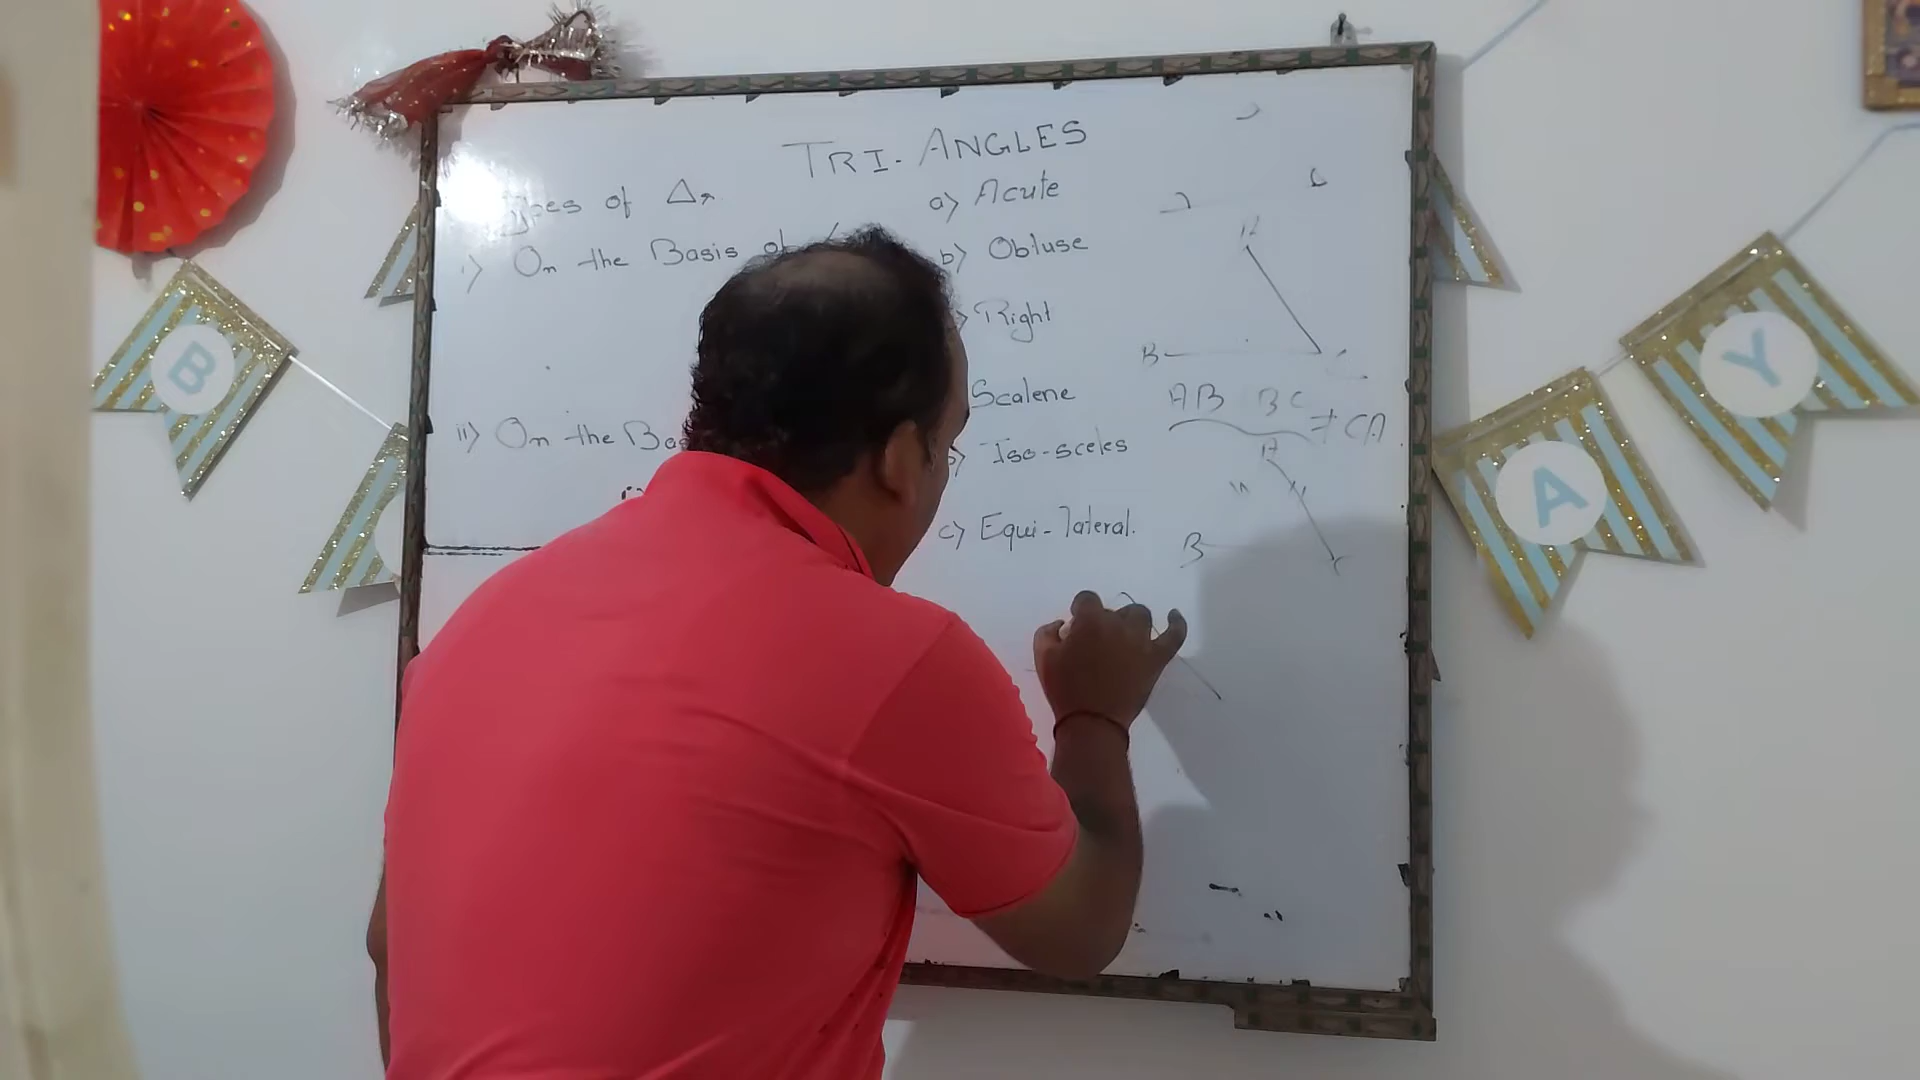 TRI-ANGLES
of Δs
a) Acute
i) On the Basis of
b) Obtuse
Right
B
Y
A
B
C
Scalene
AB BC ≠ CA
ii) On the Bas
Iso-sceles
A
B
C
c) Equi-lateral.
A
B